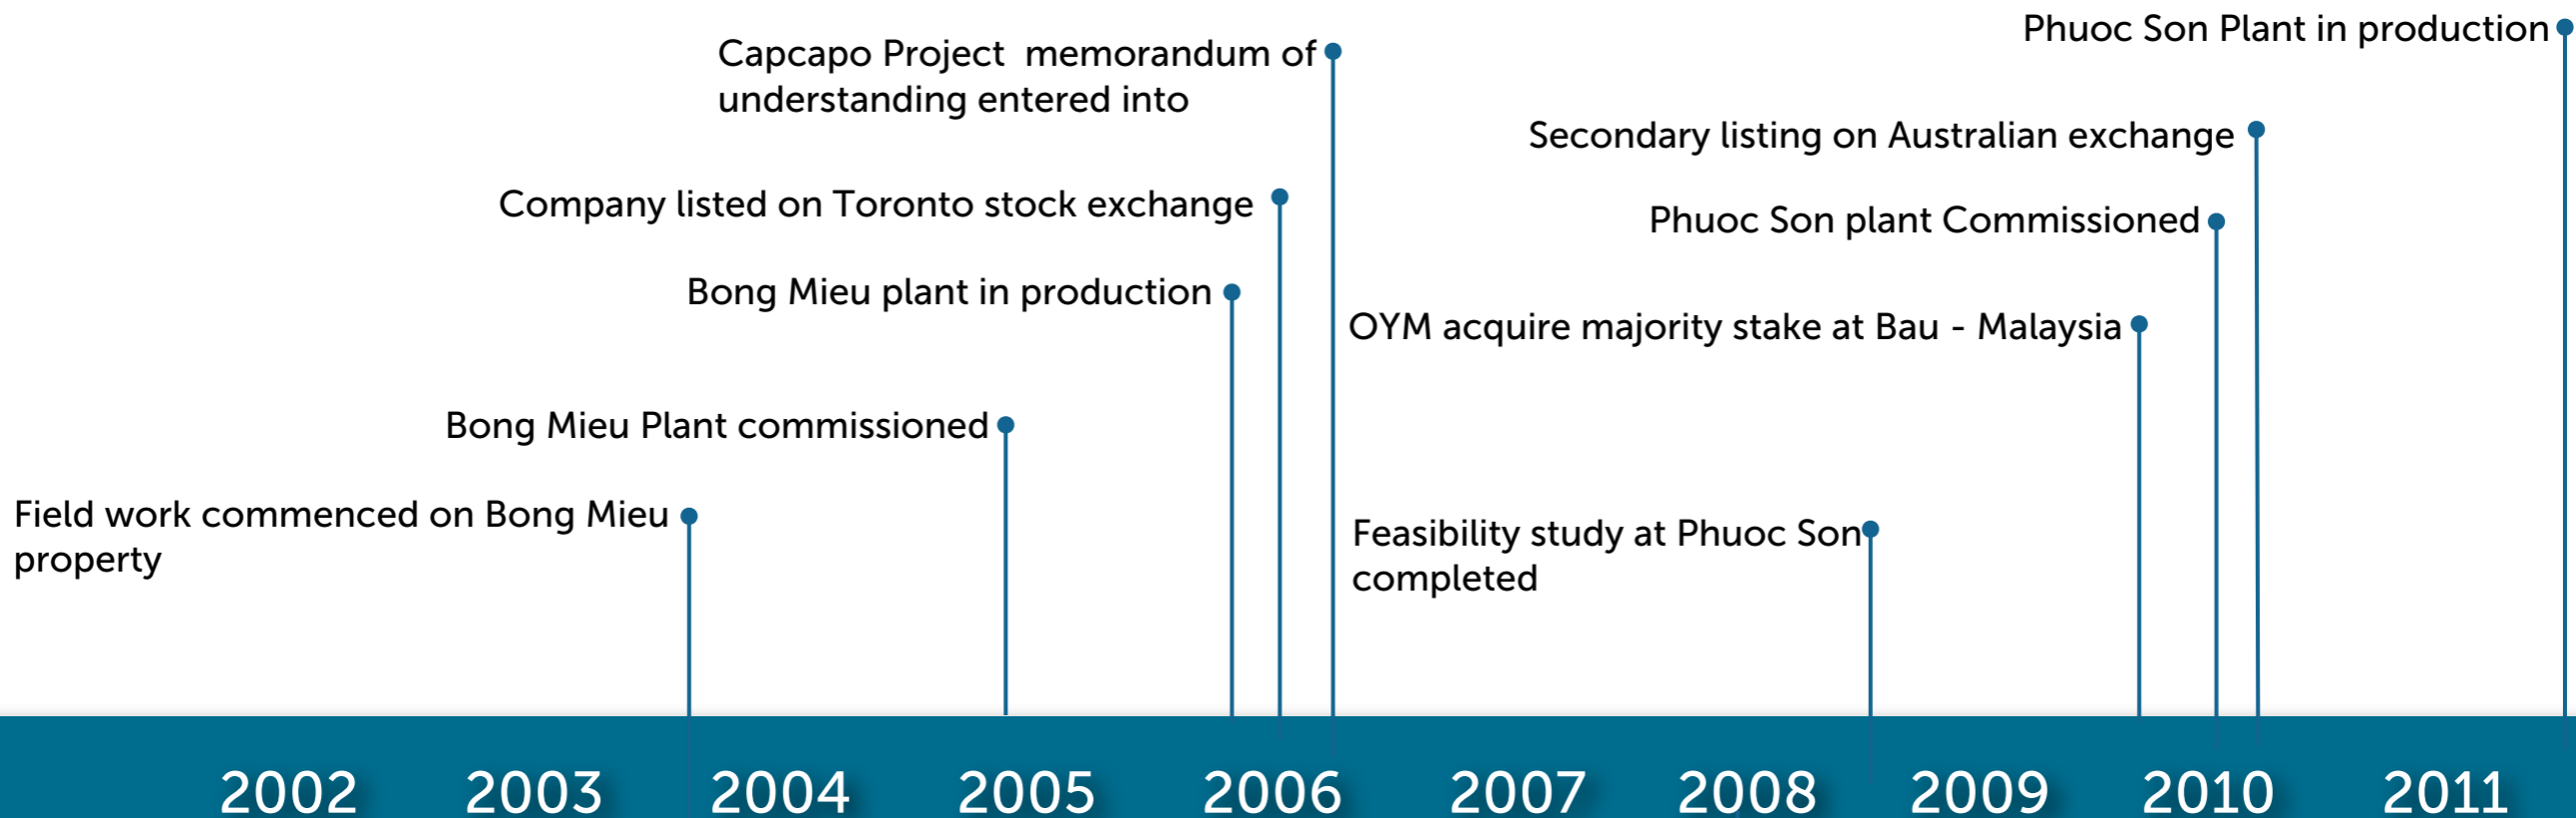 Phuoc Son Plant in production
Capcapo Project  memorandum of
understanding entered into
Secondary listing on Australian exchange
Company listed on Toronto stock exchange
Phuoc Son plant Commissioned
Bong Mieu plant in production
OYM acquire majority stake at Bau - Malaysia
Bong Mieu Plant commissioned
Field work commenced on Bong Mieu
property
Feasibility study at Phuoc Son
completed
2002 2003 2004 2005 2006 2007 2008 2009 2010 2011